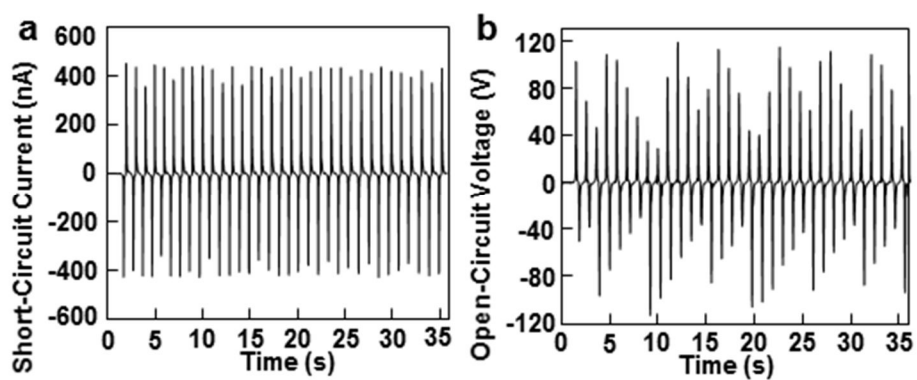 a
600
400
200
0
-200
-400
-600
Short-Circuit Current (nA)
0 5 10 15 20 25 30 35
Time (s)
b
120
80
40
0
-40
-80
-120
Open-Circuit Voltage (V)
0 5 10 15 20 25 30 35
Time (s)